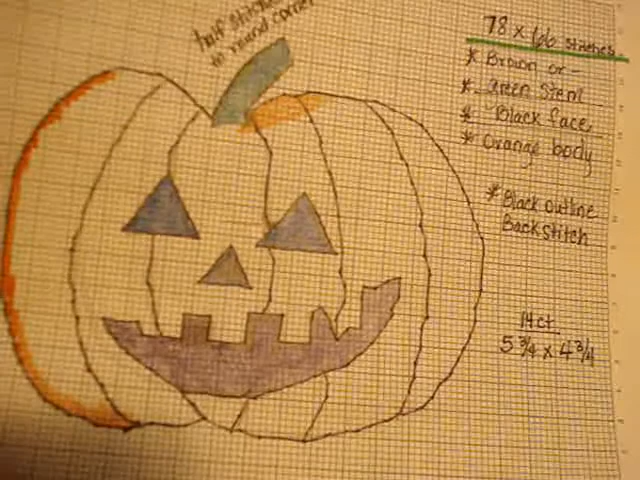 half stitches
to round corner
78 x 66 stitches
* Brown or -
* green stem
* Black face
* Orange body
* Black outline
Backstitch
14ct
5 3/4 x 4 3/4